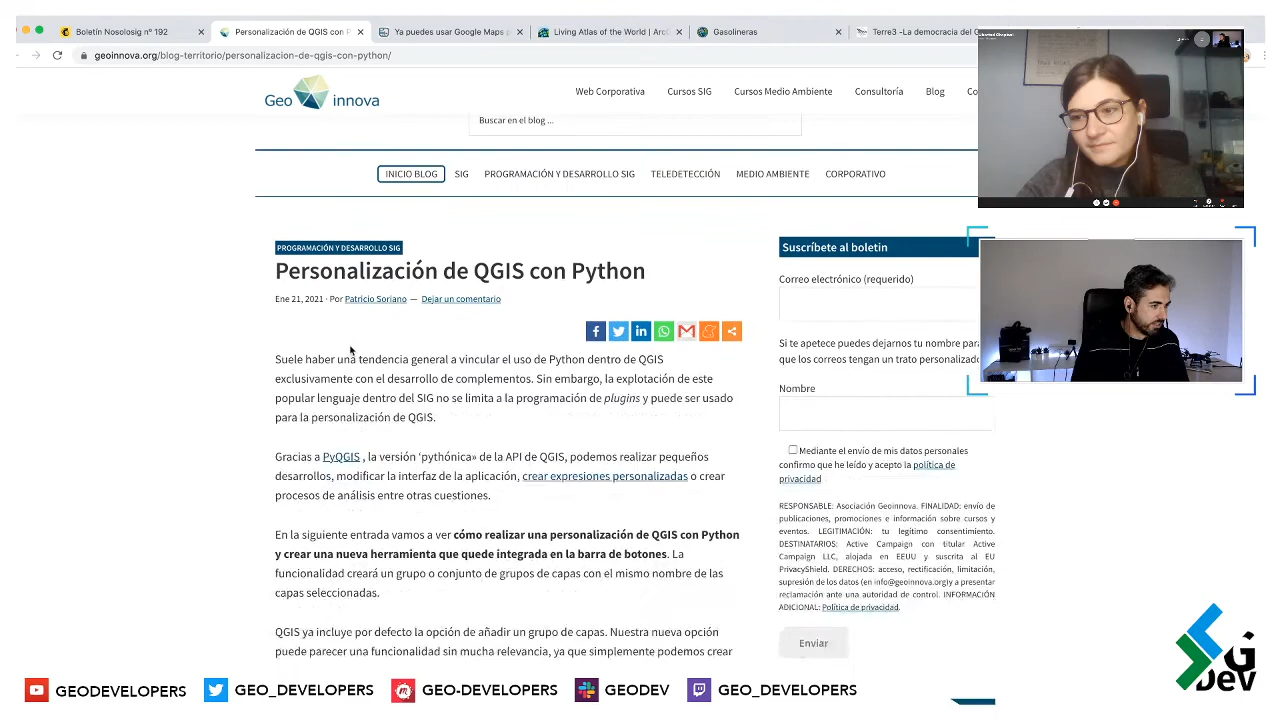 Boletín Nosolosig nº 192
Personalización de QGIS con P
Ya puedes usar Google Maps p
Living Atlas of the World | Arc
Gasolineras
Terre3 -La democracia del G
geoinnova.org/blog-territorio/personalizacion-de-qgis-con-python/
Geo innova
Web Corporativa
Cursos SIG
Cursos Medio Ambiente
Consultoría
Blog
Co
Buscar en el blog ...
INICIO BLOG
SIG
PROGRAMACIÓN Y DESARROLLO SIG
TELEDETECCIÓN
MEDIO AMBIENTE
CORPORATIVO
PROGRAMACIÓN Y DESARROLLO SIG
Personalización de QGIS con Python
Ene 21, 2021 · Por Patricio Soriano — Dejar un comentario
Suele haber una tendencia general a vincular el uso de Python dentro de QGIS
exclusivamente con el desarrollo de complementos. Sin embargo, la explotación de este
popular lenguaje dentro del SIG no se limita a la programación de plugins y puede ser usado
para la personalización de QGIS.
Gracias a PyQGIS , la versión ‘pythónica» de la API de QGIS, podemos realizar pequeños
desarrollos, modificar la interfaz de la aplicación, crear expresiones personalizadas o crear
procesos de análisis entre otras cuestiones.
En la siguiente entrada vamos a ver cómo realizar una personalización de QGIS con Python
y crear una nueva herramienta que quede integrada en la barra de botones. La
funcionalidad creará un grupo o conjunto de grupos de capas con el mismo nombre de las
capas seleccionadas.
QGIS ya incluye por defecto la opción de añadir un grupo de capas. Nuestra nueva opción
puede parecer una funcionalidad sin mucha relevancia, ya que simplemente podemos crear
Suscríbete al boletin
Correo electrónico (requerido)
Si te apetece puedes dejarnos tu nombre para
que los correos tengan un trato personalizado
Nombre
Mediante el envío de mis datos personales
confirmo que he leído y acepto la política de
privacidad
RESPONSABLE: Asociación Geoinnova. FINALIDAD: envío de
publicaciones, promociones e información sobre cursos y
eventos. LEGITIMACIÓN: tu legítimo consentimiento.
DESTINATARIOS: Active Campaign con titular Active
Campaign LLC, alojada en EEUU y suscrita al EU
PrivacyShield. DERECHOS: acceso, rectificación, limitación,
supresión de los datos (en info@geoinnova.org)y a presentar
reclamación ante una autoridad de control. INFORMACIÓN
ADICIONAL: Política de privacidad.
Enviar
GEODEVELOPERS
GEO_DEVELOPERS
GEO-DEVELOPERS
GEODEV
GEO_DEVELOPERS
GDev